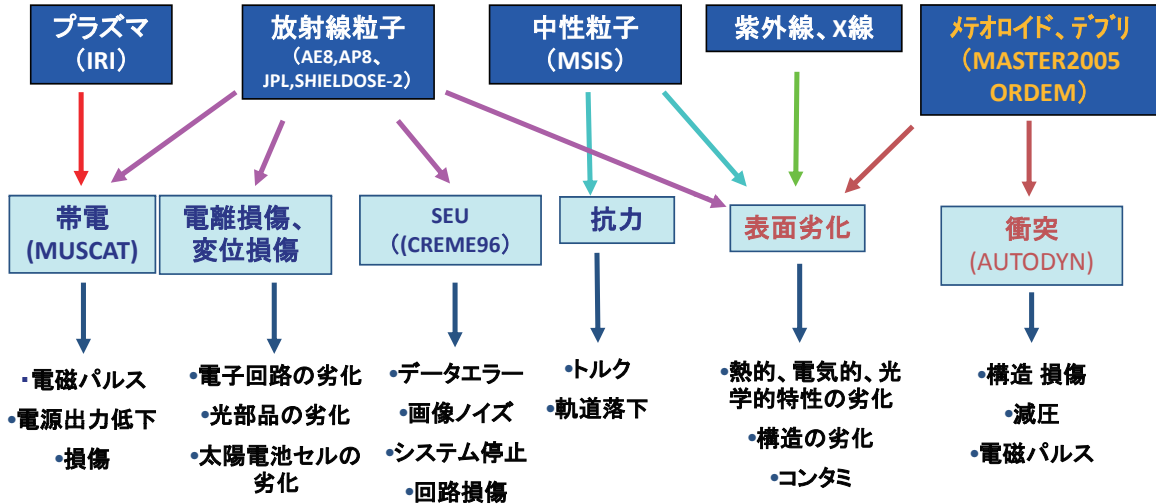 プラズマ
（IRI）
放射線粒子
（AE8,AP8、
JPL,SHIELDOSE-2）
中性粒子
（MSIS）
紫外線、X線
ﾒﾃｵﾛｲﾄﾞ、ﾃﾞﾌﾞﾘ
（MASTER2005
ORDEM）
帯電
(MUSCAT)
電離損傷、
変位損傷
SEU
（(CREME96）
抗力
表面劣化
衝突
(AUTODYN)
・電磁パルス
•電源出力低下
•損傷
•電子回路の劣化
•光部品の劣化
•太陽電池セルの
劣化
•データエラー
•画像ノイズ
•システム停止
•回路損傷
•トルク
•軌道落下
•熱的、電気的、光
学的特性の劣化
•構造の劣化
•コンタミ
•構造 損傷
•減圧
•電磁パルス